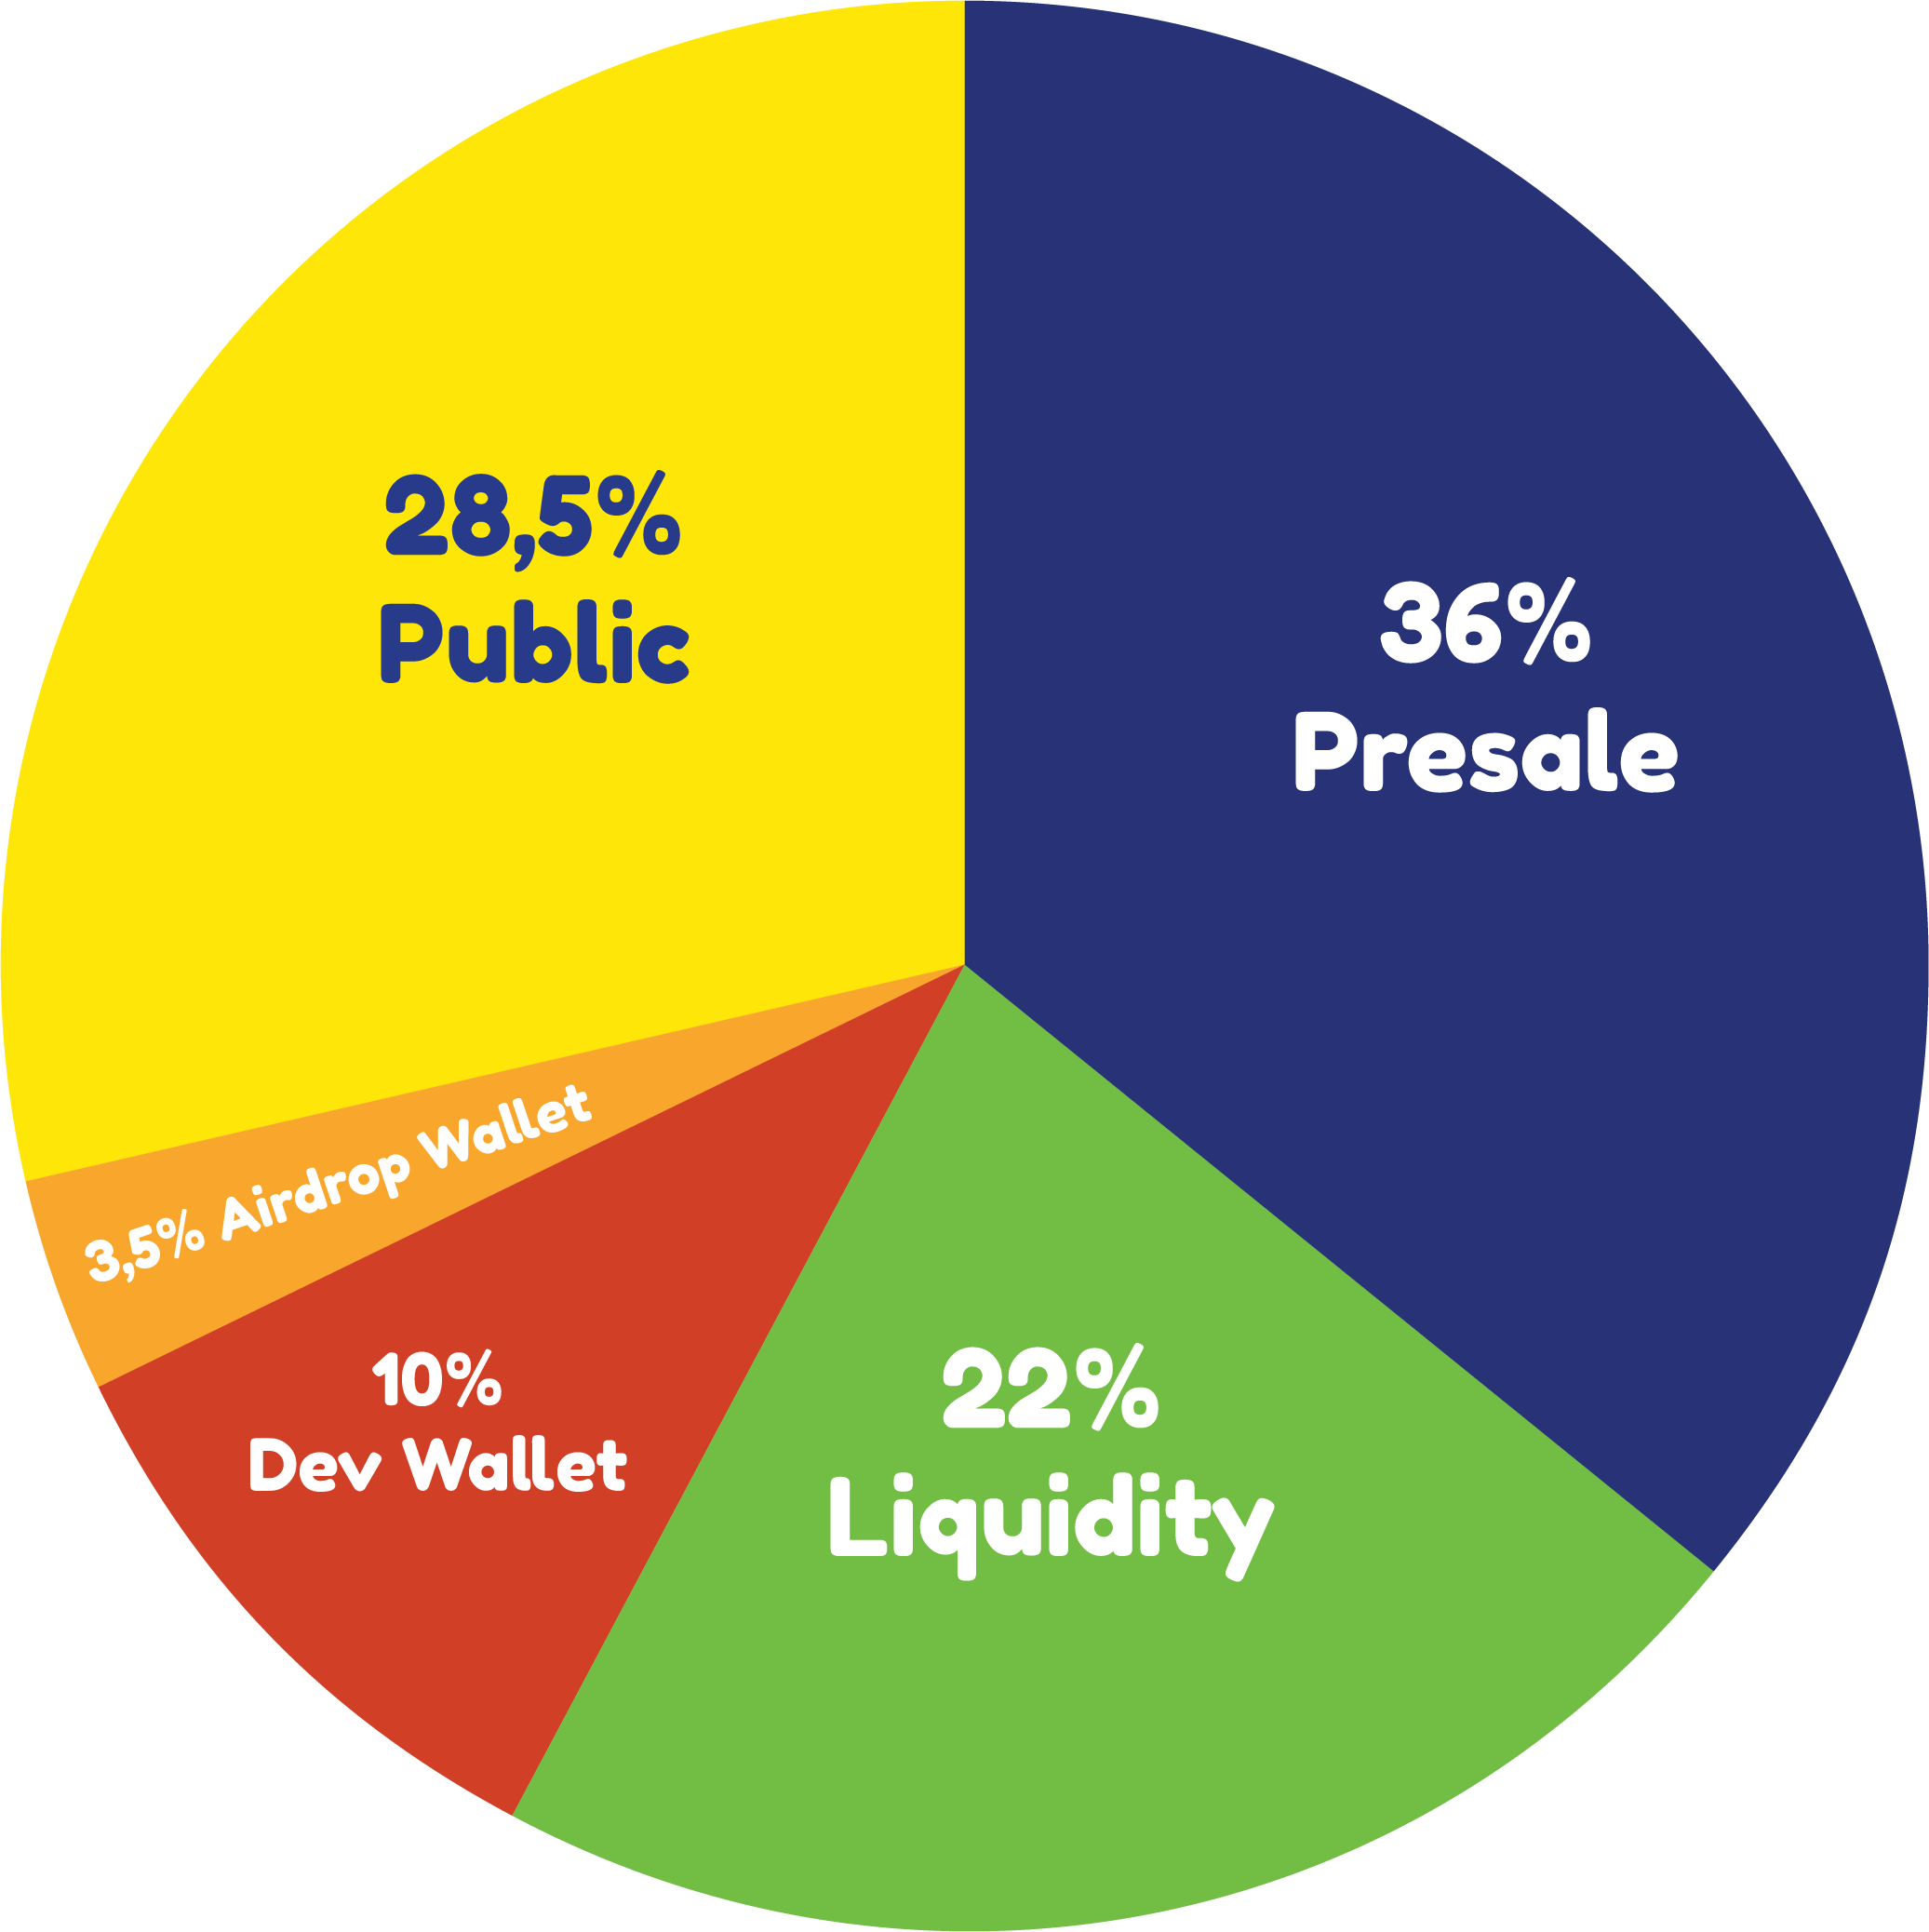 28,5%
Public
36%
Presale
3,5% Airdrop Wallet
10%
Dev Wallet
22%
Liquidity